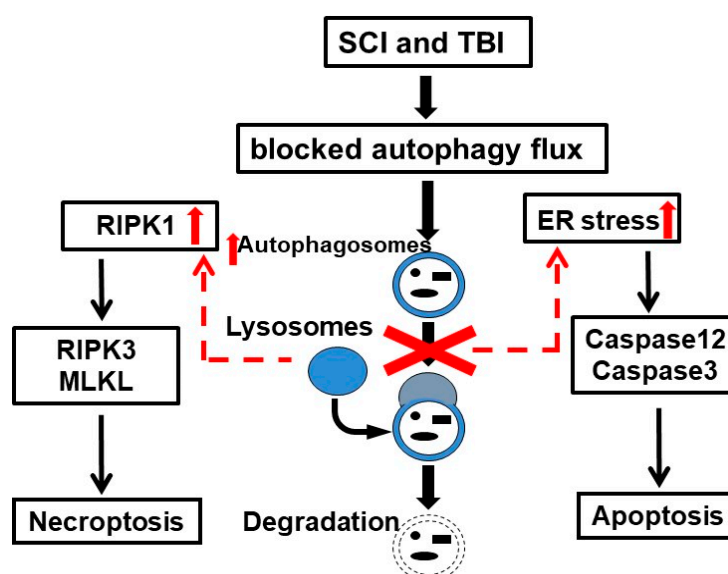 SCI and TBI
blocked autophagy flux
RIPK1
ER stress
Autophagosomes
Lysosomes
RIPK3
MLKL
Caspase12
Caspase3
Necroptosis
Degradation
Apoptosis